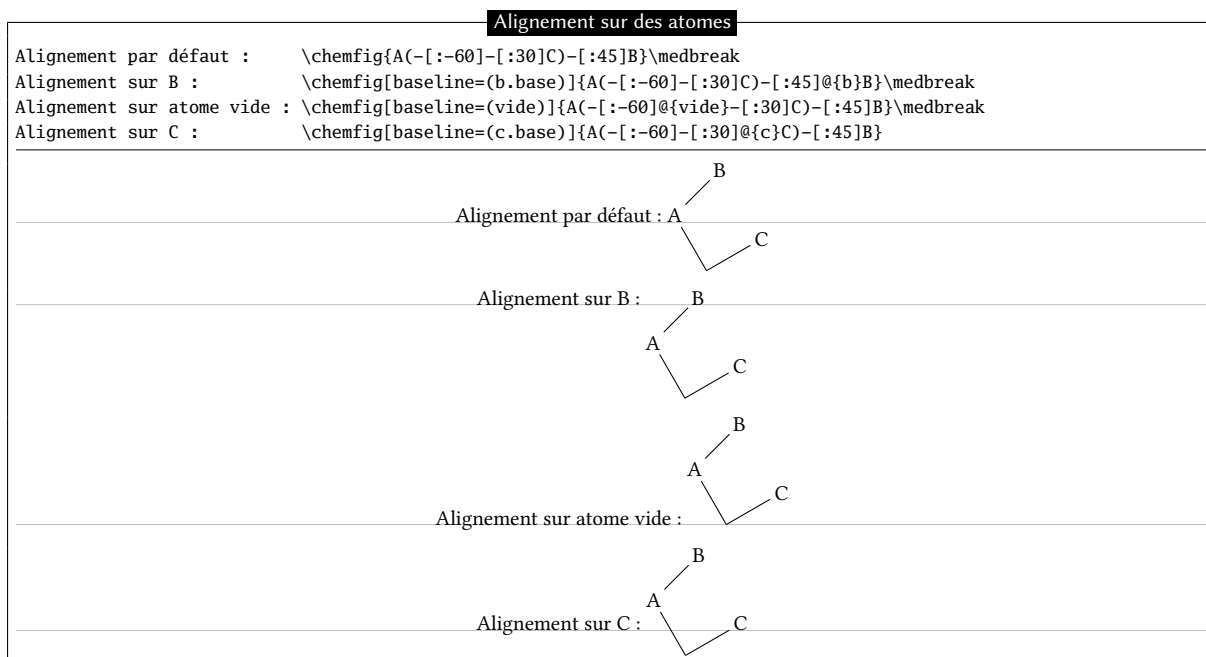 Alignement sur des atomes
Alignement par défaut : \chemfig{A(-[:-60]-[:30]C)-[:45]B}\medbreak
Alignement sur B : \chemfig[baseline=(b.base)]{A(-[:-60]-[:30]C)-[:45]@{b}B}\medbreak
Alignement sur atome vide : \chemfig[baseline=(vide)]{A(-[:-60]@{vide}-[:30]C)-[:45]B}\medbreak
Alignement sur C : \chemfig[baseline=(c.base)]{A(-[:-60]-[:30]@{c}C)-[:45]B}
B
Alignement par défaut : A
C
Alignement sur B : B
A
C
B
A
C
Alignement sur atome vide :
B
A
Alignement sur C : C